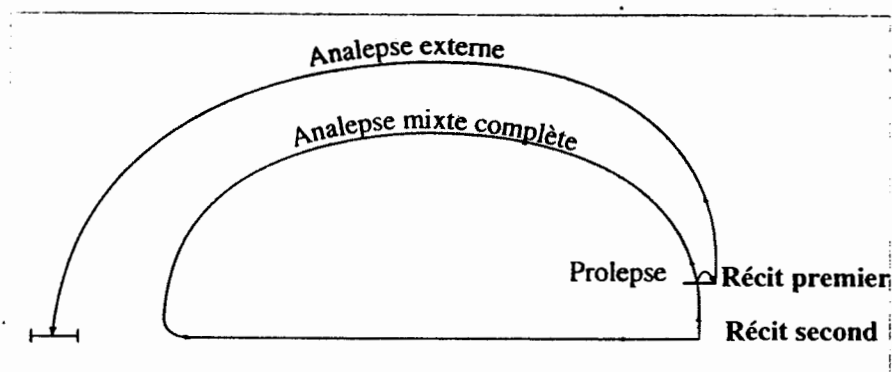 Analepse externe
Analepse mixte complète
Prolepse
Récit premier
Récit second